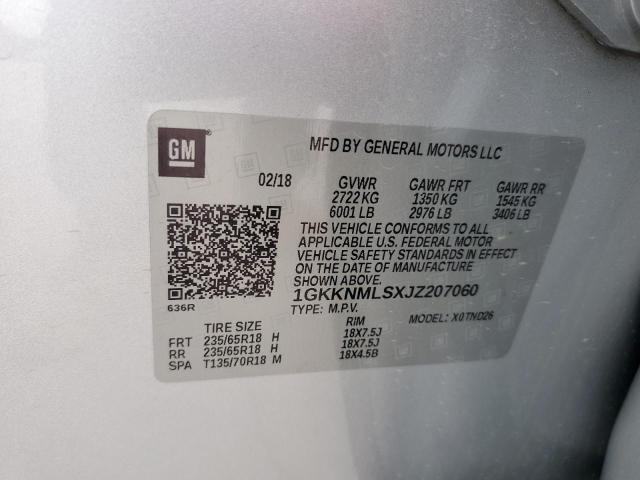 GM
MFD BY GENERAL MOTORS LLC
02/18 GVWR GAWR FRT GAWR RR
2722 KG 1350 KG 1545 KG
6001 LB 2976 LB 3406 LB
THIS VEHICLE CONFORMS TO ALL
APPLICABLE U.S. FEDERAL MOTOR
VEHICLE SAFETY STANDARDS IN EFFECT
ON THE DATE OF MANUFACTURE
SHOWN ABOVE.
1GKKNMLSXJZ207060
636R TYPE: M.P.V. MODEL: X0TND26
TIRE SIZE RIM
FRT 235/65R18 H 18X7.5J
RR 235/65R18 H 18X7.5J
SPA T135/70R18 M 18X4.5B